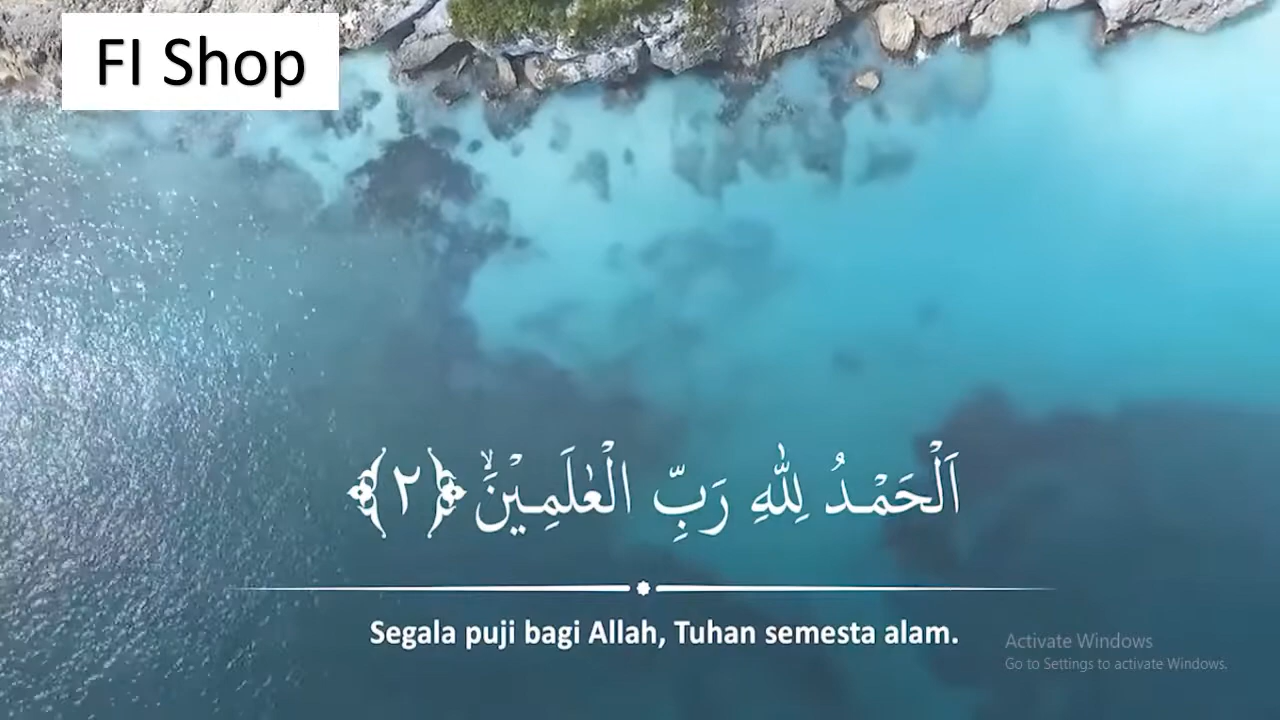 FI Shop
اَلْحَمْدُ لِلّٰهِ رَبِّ الْعٰلَمِيْنَۙ ﴿٢﴾
Segala puji bagi Allah, Tuhan semesta alam.
Activate Windows
Go to Settings to activate Windows.